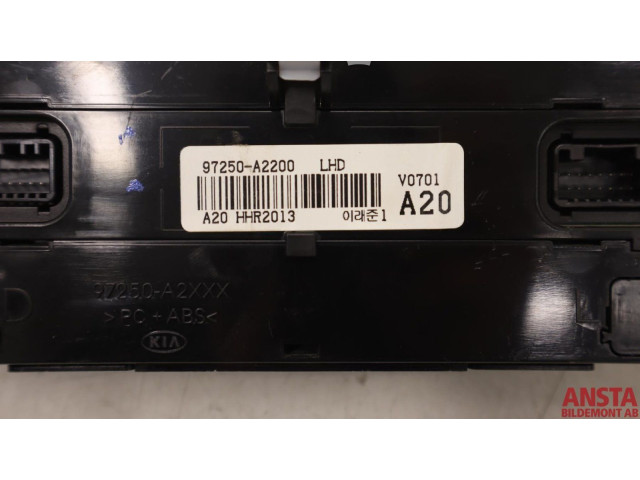 97250-A2200 LHD
V0701
A20 HHR2013 이래준1 A20
97250-A2XXX
>PC+ABS<
KIA
ANSTA
BILDEMONT AB